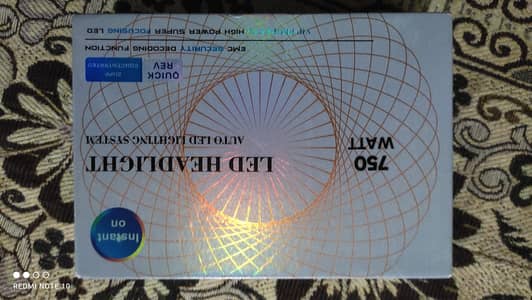 Instant
on
750
WATT
LED HEADLIGHT
AUTO LED LIGHTING SYSTEM
QUICK
REV
EMC SECURITY DECODING FUNCTION
HIGH POWER SUPER FOCUSING LED
REDMI NOTE 10